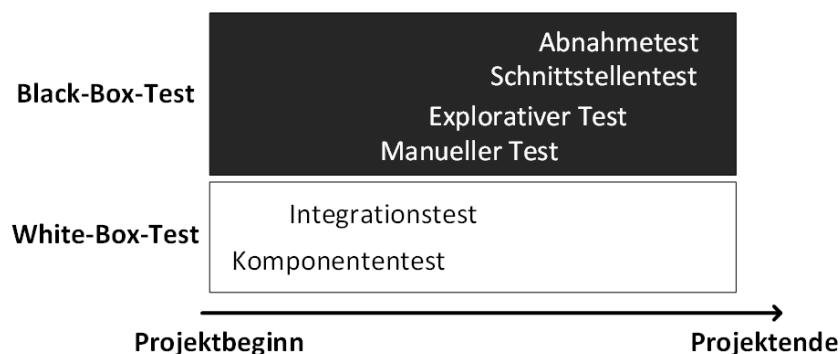 Abnahmetest
Schnittstellentest
Black-Box-Test
Explorativer Test
Manueller Test
Integrationstest
White-Box-Test
Komponententest
Projektbeginn
Projektende